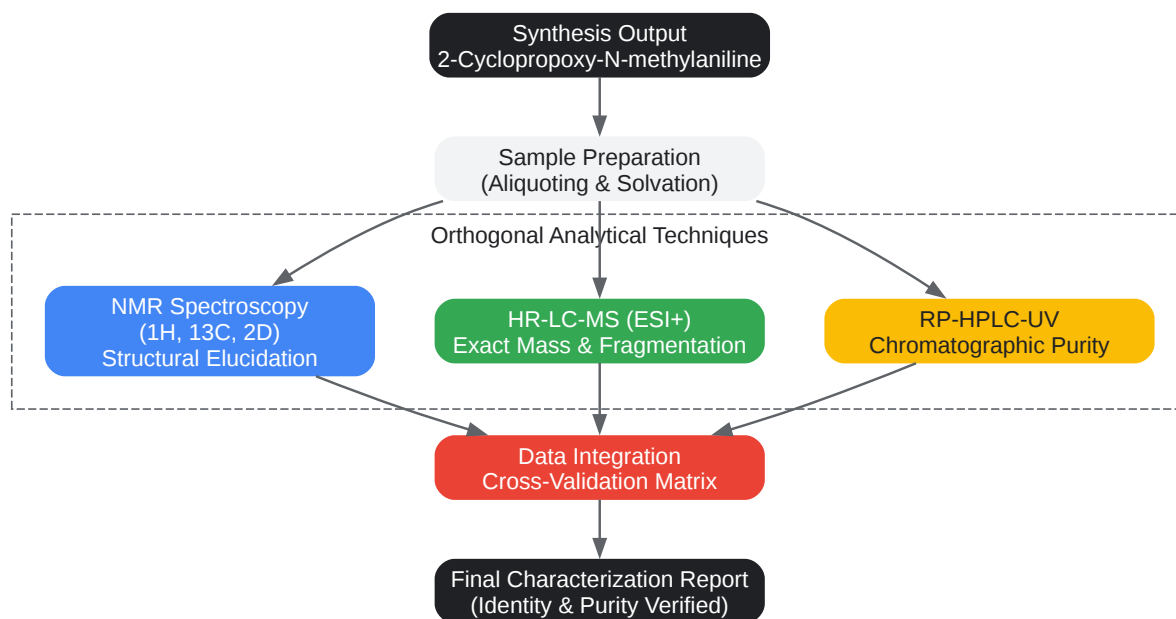 Synthesis Output
2-Cyclopropoxy-N-methylaniline
Sample Preparation
(Aliquoting & Solvation)
Orthogonal Analytical Techniques
NMR Spectroscopy
(1H, 13C, 2D)
Structural Elucidation
HR-LC-MS (ESI+)
Exact Mass & Fragmentation
RP-HPLC-UV
Chromatographic Purity
Data Integration
Cross-Validation Matrix
Final Characterization Report
(Identity & Purity Verified)